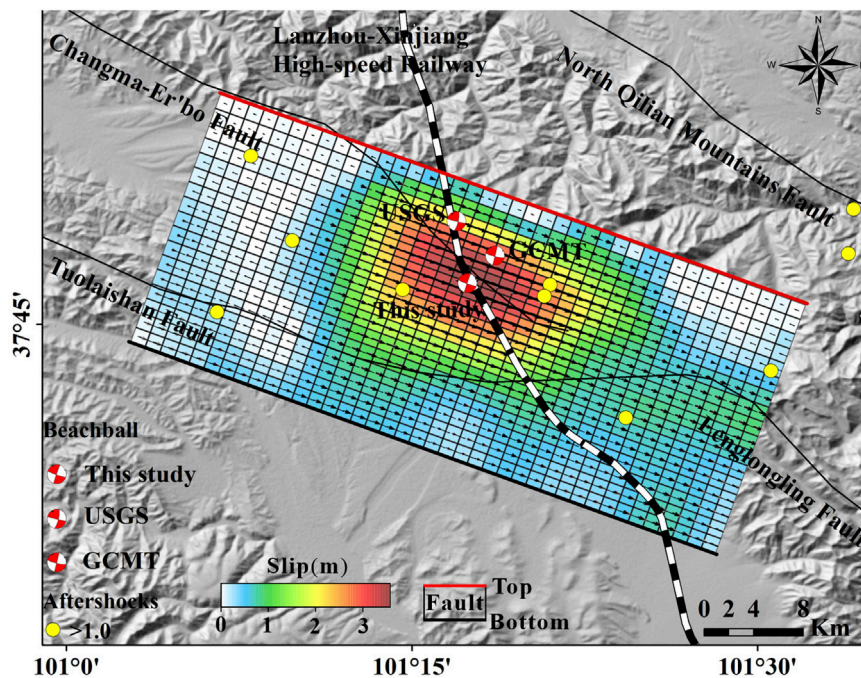 Lanzhou-Xinjiang
High-speed Railway
Changma-Er'bo Fault
North Qilian Mountains Fault
N
W
S
USGS
GCMT
This study
Tuolaishan Fault
37°45'
Lenglongling Fault
Beachball
This study
USGS
GCMT
Aftershocks
>1.0
Slip(m)
0 1 2 3
Top
Fault
Bottom
0 2 4 8
Km
101°0' 101°15' 101°30'